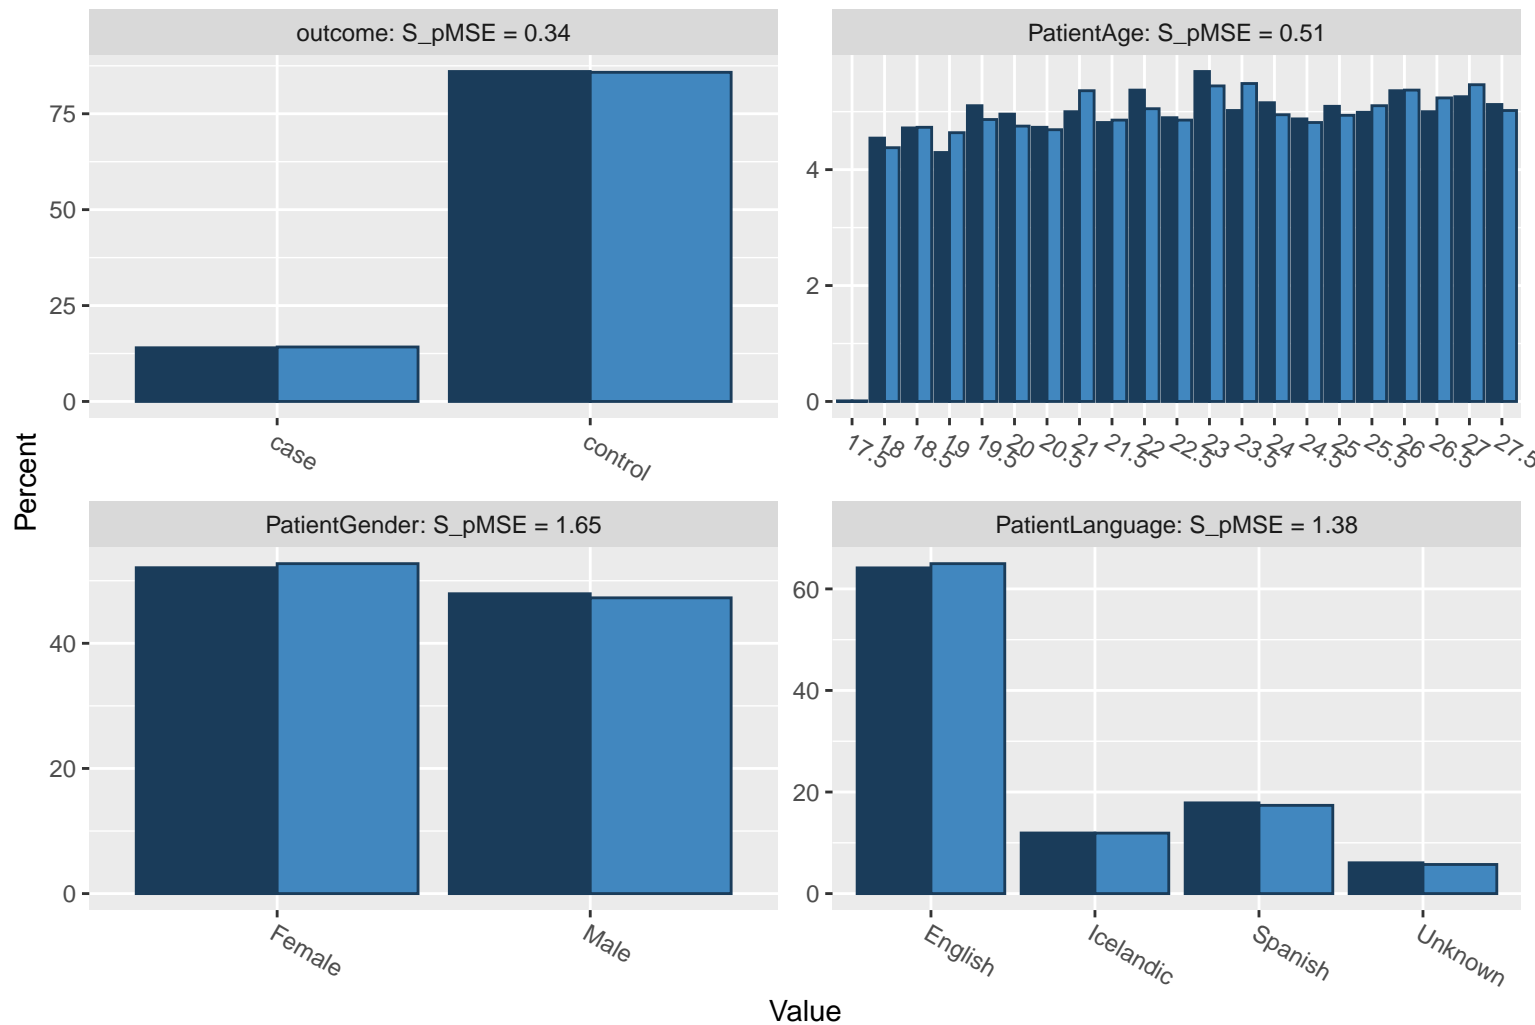 outcome: S_pMSE = 0.34
75
50
25
0
case
control
PatientAge: S_pMSE = 0.51
4
2
0
17.5
18
18.5
19
19.5
20
20.5
21
21.5
22
22.5
23
23.5
24
24.5
25
25.5
26
26.5
27
27.5
Percent
PatientGender: S_pMSE = 1.65
40
20
0
Female
Male
PatientLanguage: S_pMSE = 1.38
60
40
20
0
English
Icelandic
Spanish
Unknown
Value